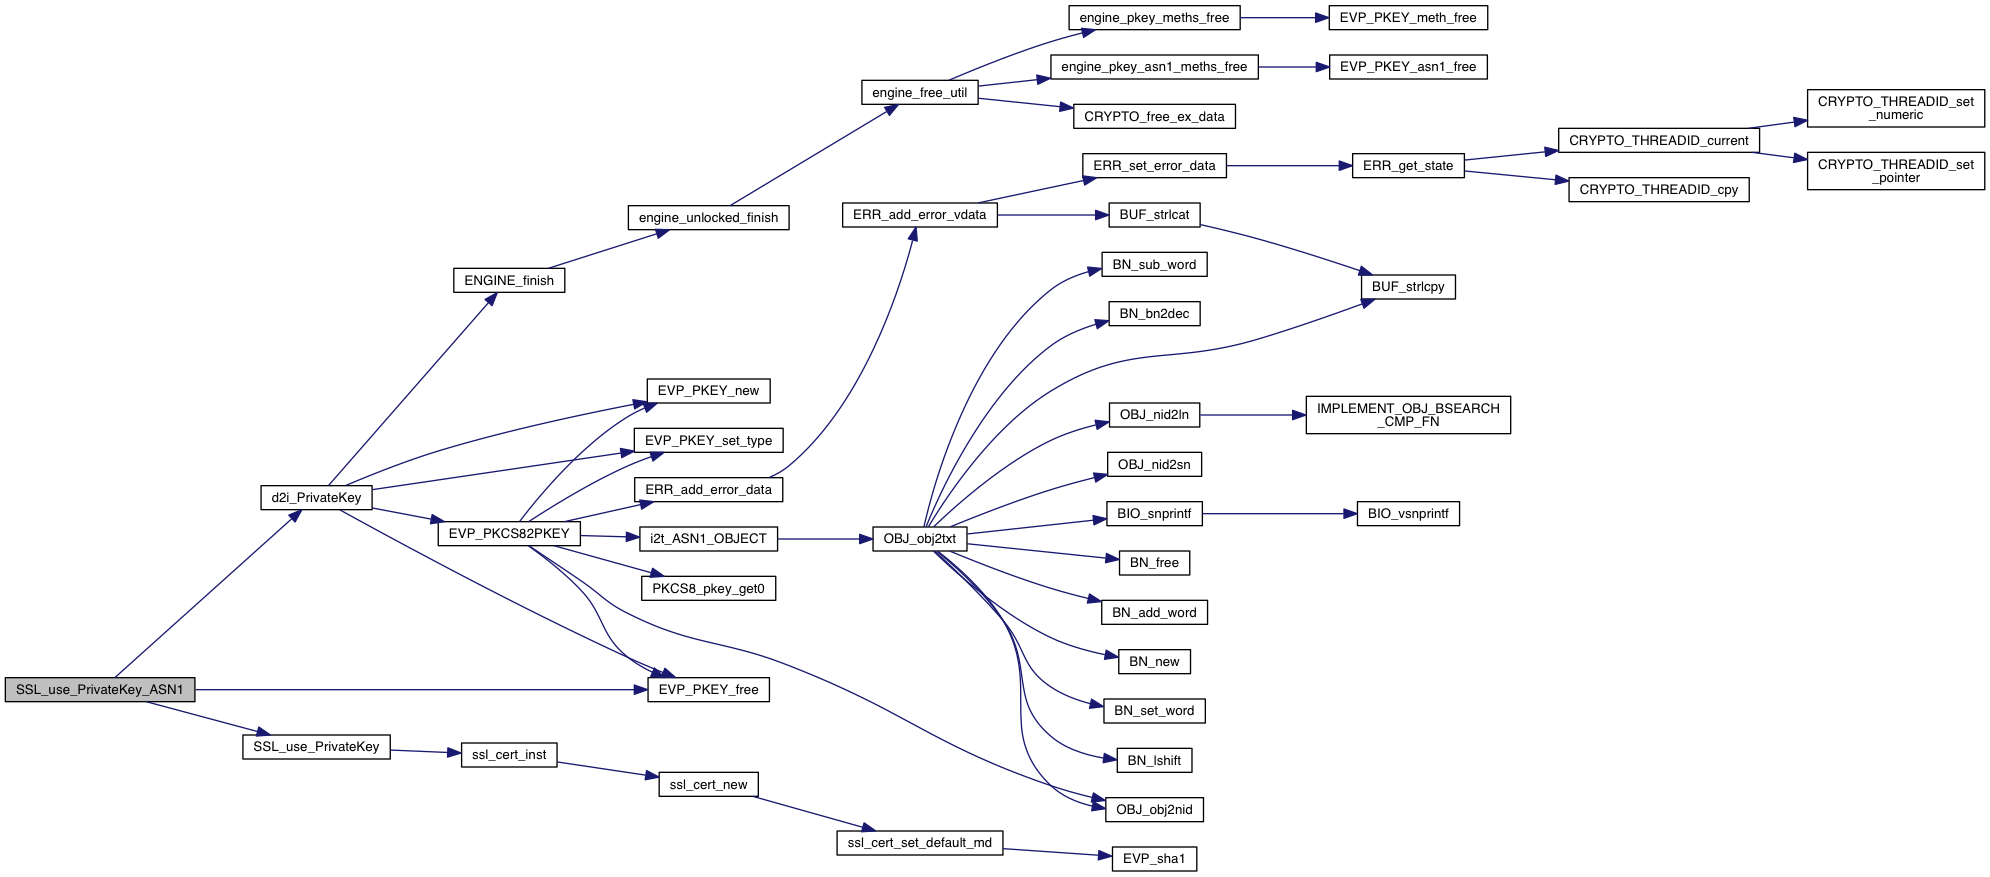 engine_pkey_meths_free
EVP_PKEY_meth_free
engine_pkey_asn1_meths_free
EVP_PKEY_asn1_free
engine_free_util
CRYPTO_free_ex_data
CRYPTO_THREADID_set
_numeric
CRYPTO_THREADID_current
ERR_set_error_data
ERR_get_state
CRYPTO_THREADID_set
_pointer
CRYPTO_THREADID_cpy
engine_unlocked_finish
ERR_add_error_vdata
BUF_strlcat
BN_sub_word
ENGINE_finish
BUF_strlcpy
BN_bn2dec
EVP_PKEY_new
OBJ_nid2ln
IMPLEMENT_OBJ_BSEARCH
_CMP_FN
EVP_PKEY_set_type
OBJ_nid2sn
d2i_PrivateKey
ERR_add_error_data
BIO_snprintf
BIO_vsnprintf
EVP_PKCS82PKEY
i2t_ASN1_OBJECT
OBJ_obj2txt
BN_free
PKCS8_pkey_get0
BN_add_word
BN_new
SSL_use_PrivateKey_ASN1
EVP_PKEY_free
BN_set_word
SSL_use_PrivateKey
ssl_cert_inst
BN_lshift
ssl_cert_new
OBJ_obj2nid
ssl_cert_set_default_md
EVP_sha1